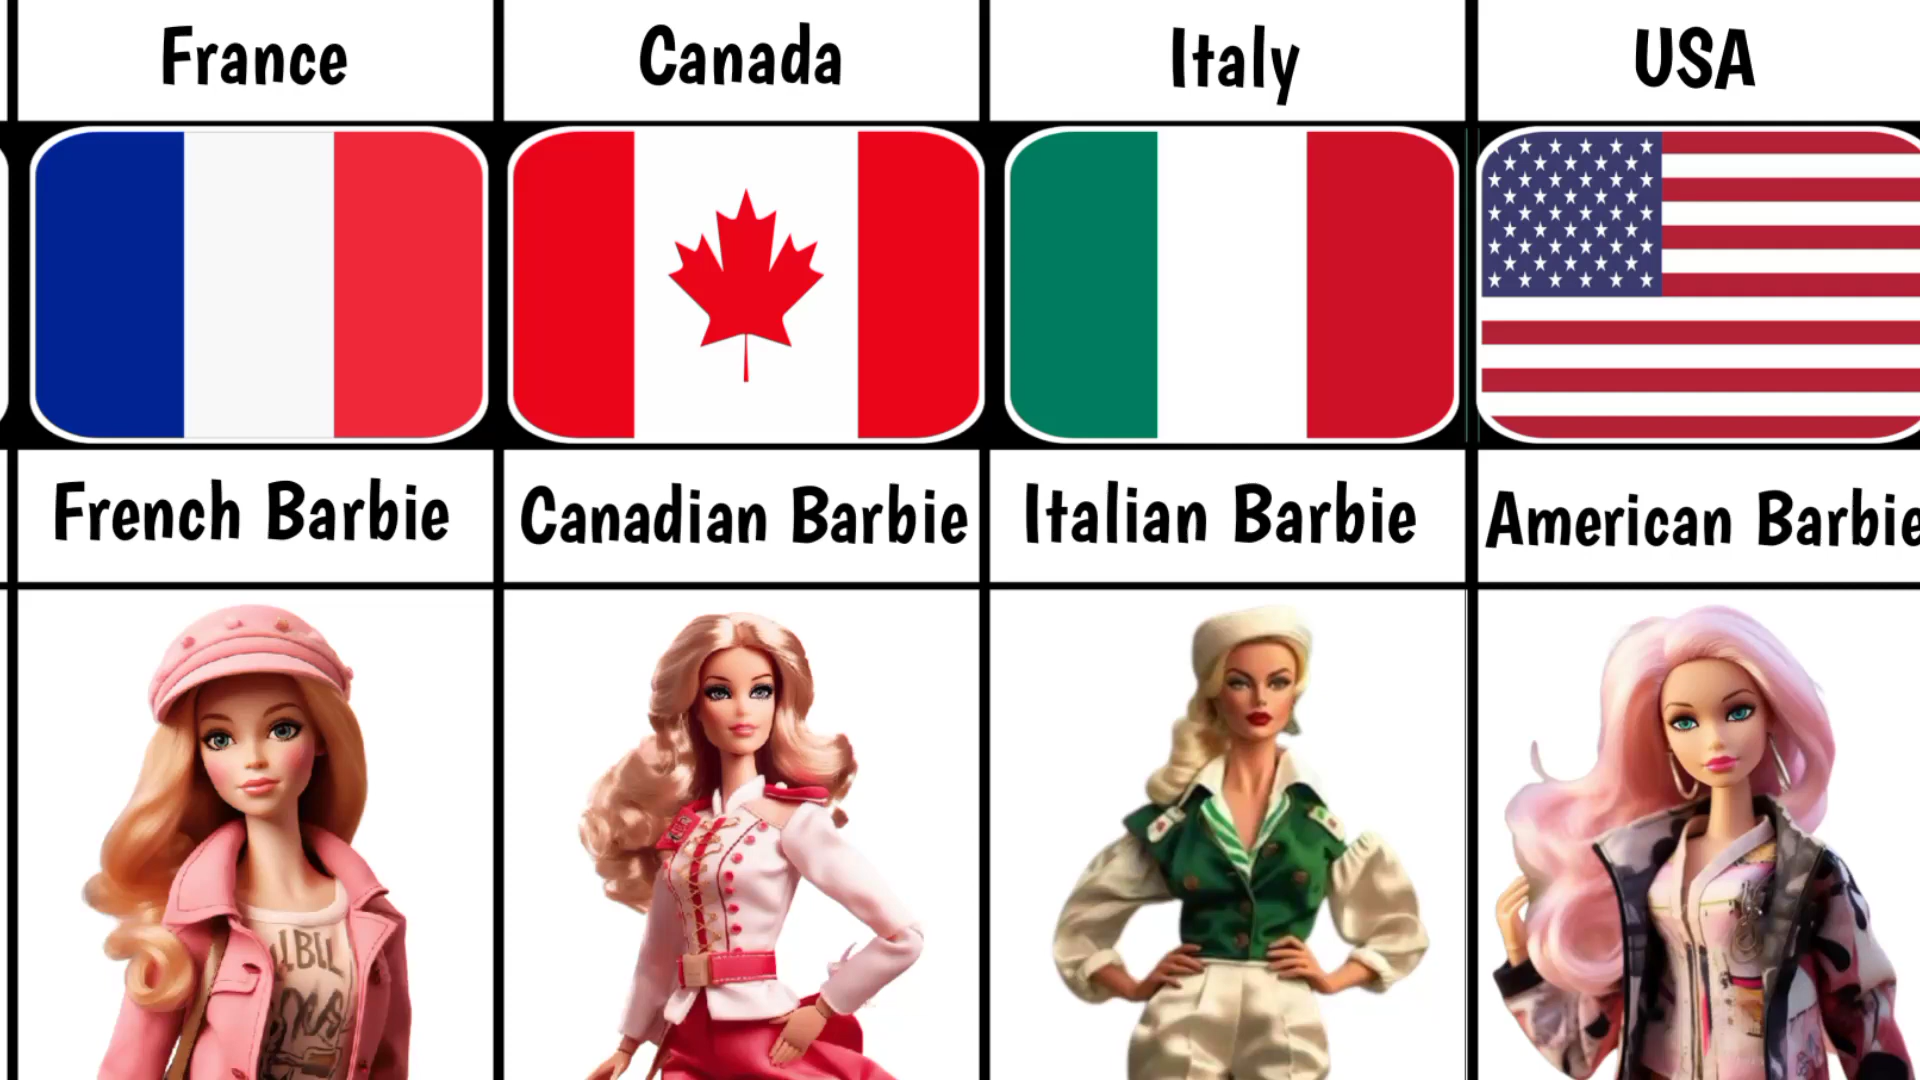 France
Canada
Italy
USA
French Barbie
Canadian Barbie
Italian Barbie
American Barbie